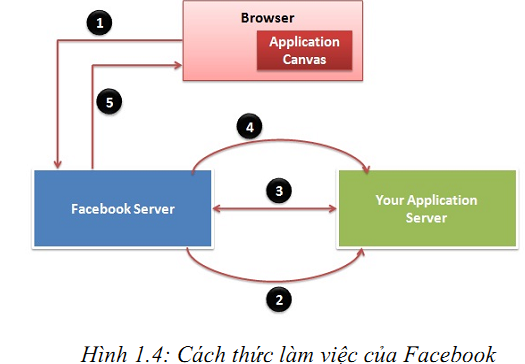 Browser
Application
Canvas
1
5
4
Facebook Server
3
Your Application
Server
2
Hình 1.4: Cách thức làm việc của Facebook